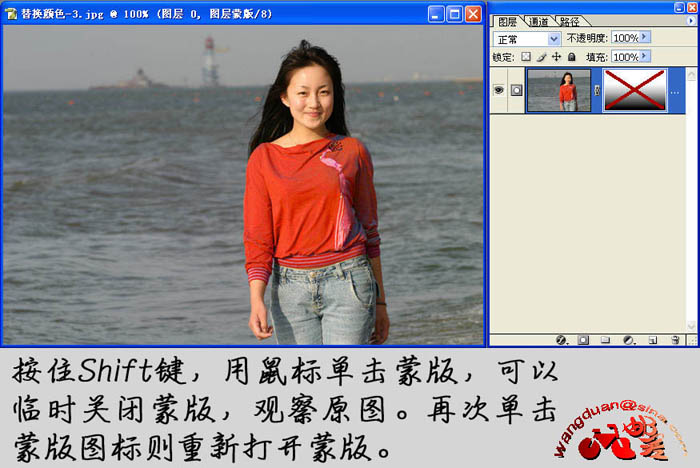 替换颜色-3.jpg @ 100% (图层 0, 图层蒙版/8)
图层 通道 路径
正常 不透明度: 100%
锁定: 填充: 100%
按住Shift键，用鼠标单击蒙版，可以
临时关闭蒙版，观察原图。再次单击
蒙版图标则重新打开蒙版。